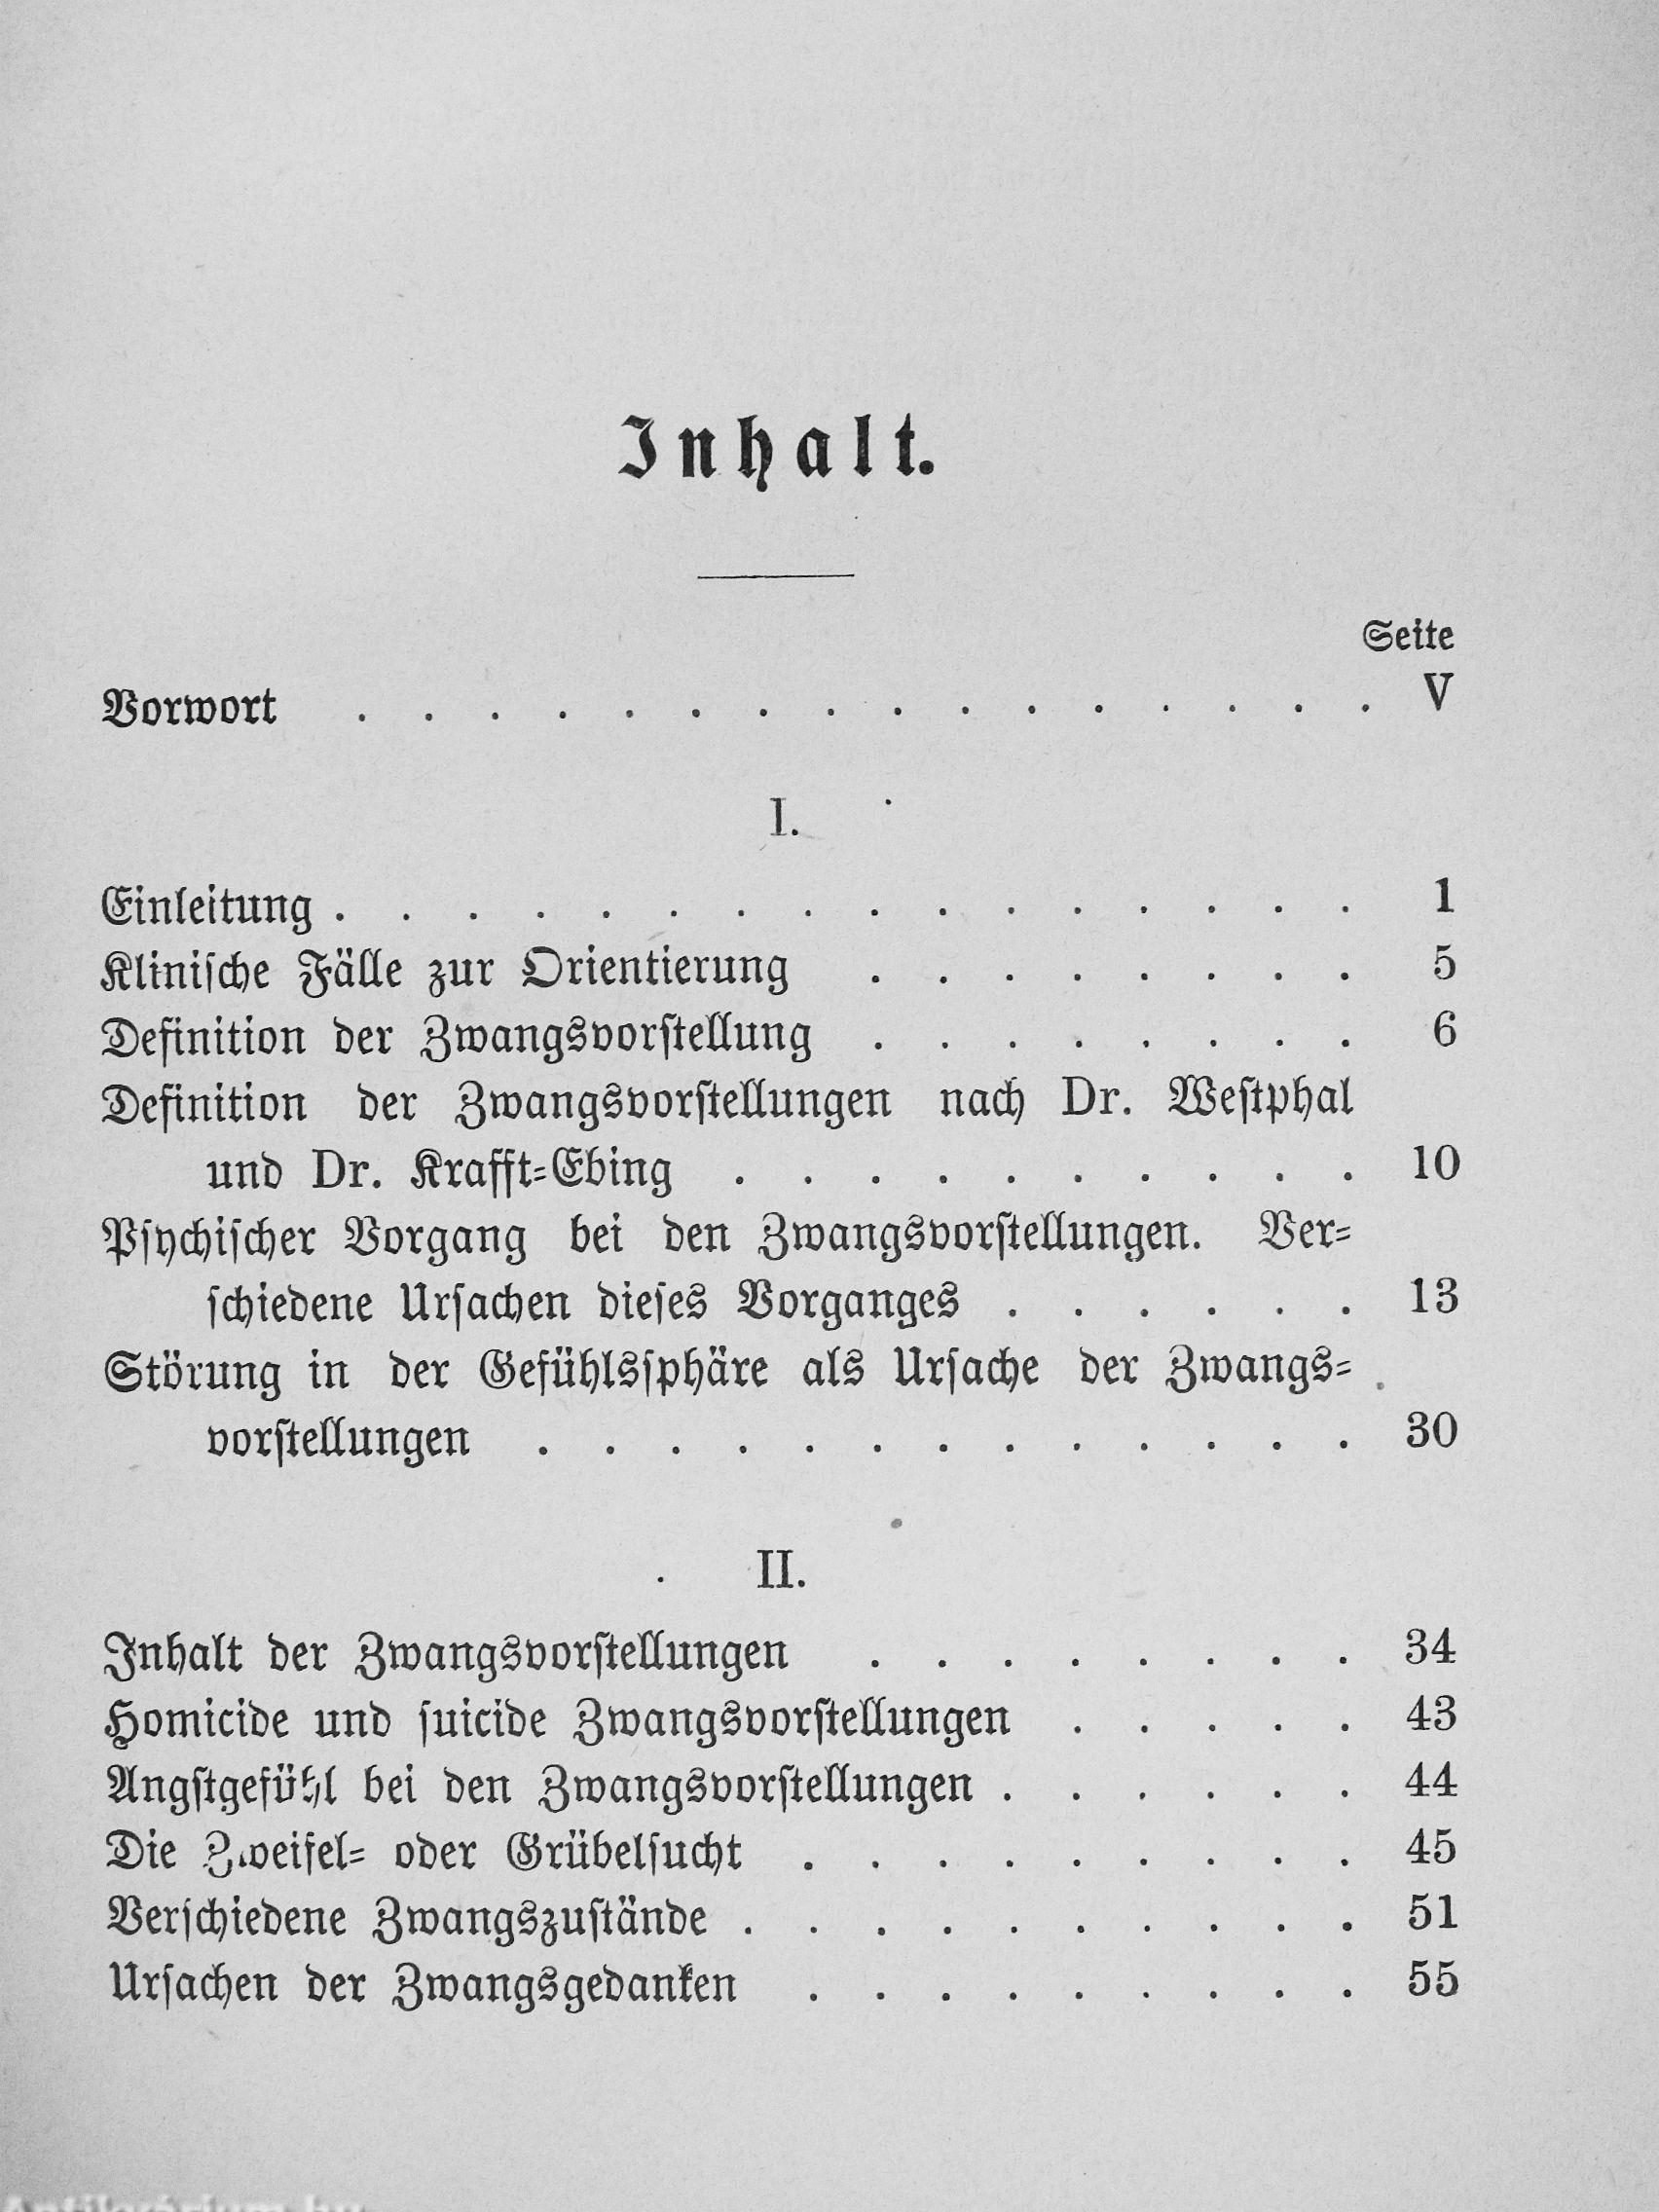 Inhalt.
Seite
Vorwort . . . . . . . . . . . . . . . . V
I.
Einleitung . . . . . . . . . . . . . . . . 1
Klinische Fälle zur Orientierung . . . . . . . . 5
Definition der Zwangsvorstellung . . . . . . . . 6
Definition der Zwangsvorstellungen nach Dr. Westphal
und Dr. Krafft-Ebing . . . . . . . . . . 10
Psychischer Vorgang bei den Zwangsvorstellungen. Ver-
schiedene Ursachen dieses Vorganges . . . . . . 13
Störung in der Gefühlssphäre als Ursache der Zwangs-
vorstellungen . . . . . . . . . . . . . 30
II.
Inhalt der Zwangsvorstellungen . . . . . . . . 34
Homicide und suicide Zwangsvorstellungen . . . . . 43
Angstgefühl bei den Zwangsvorstellungen . . . . . . 44
Die Zweifel- oder Grübelsucht . . . . . . . . . 45
Verschiedene Zwangszustände . . . . . . . . . . 51
Ursachen der Zwangsgedanken . . . . . . . . . 55
Antikvárium.hu